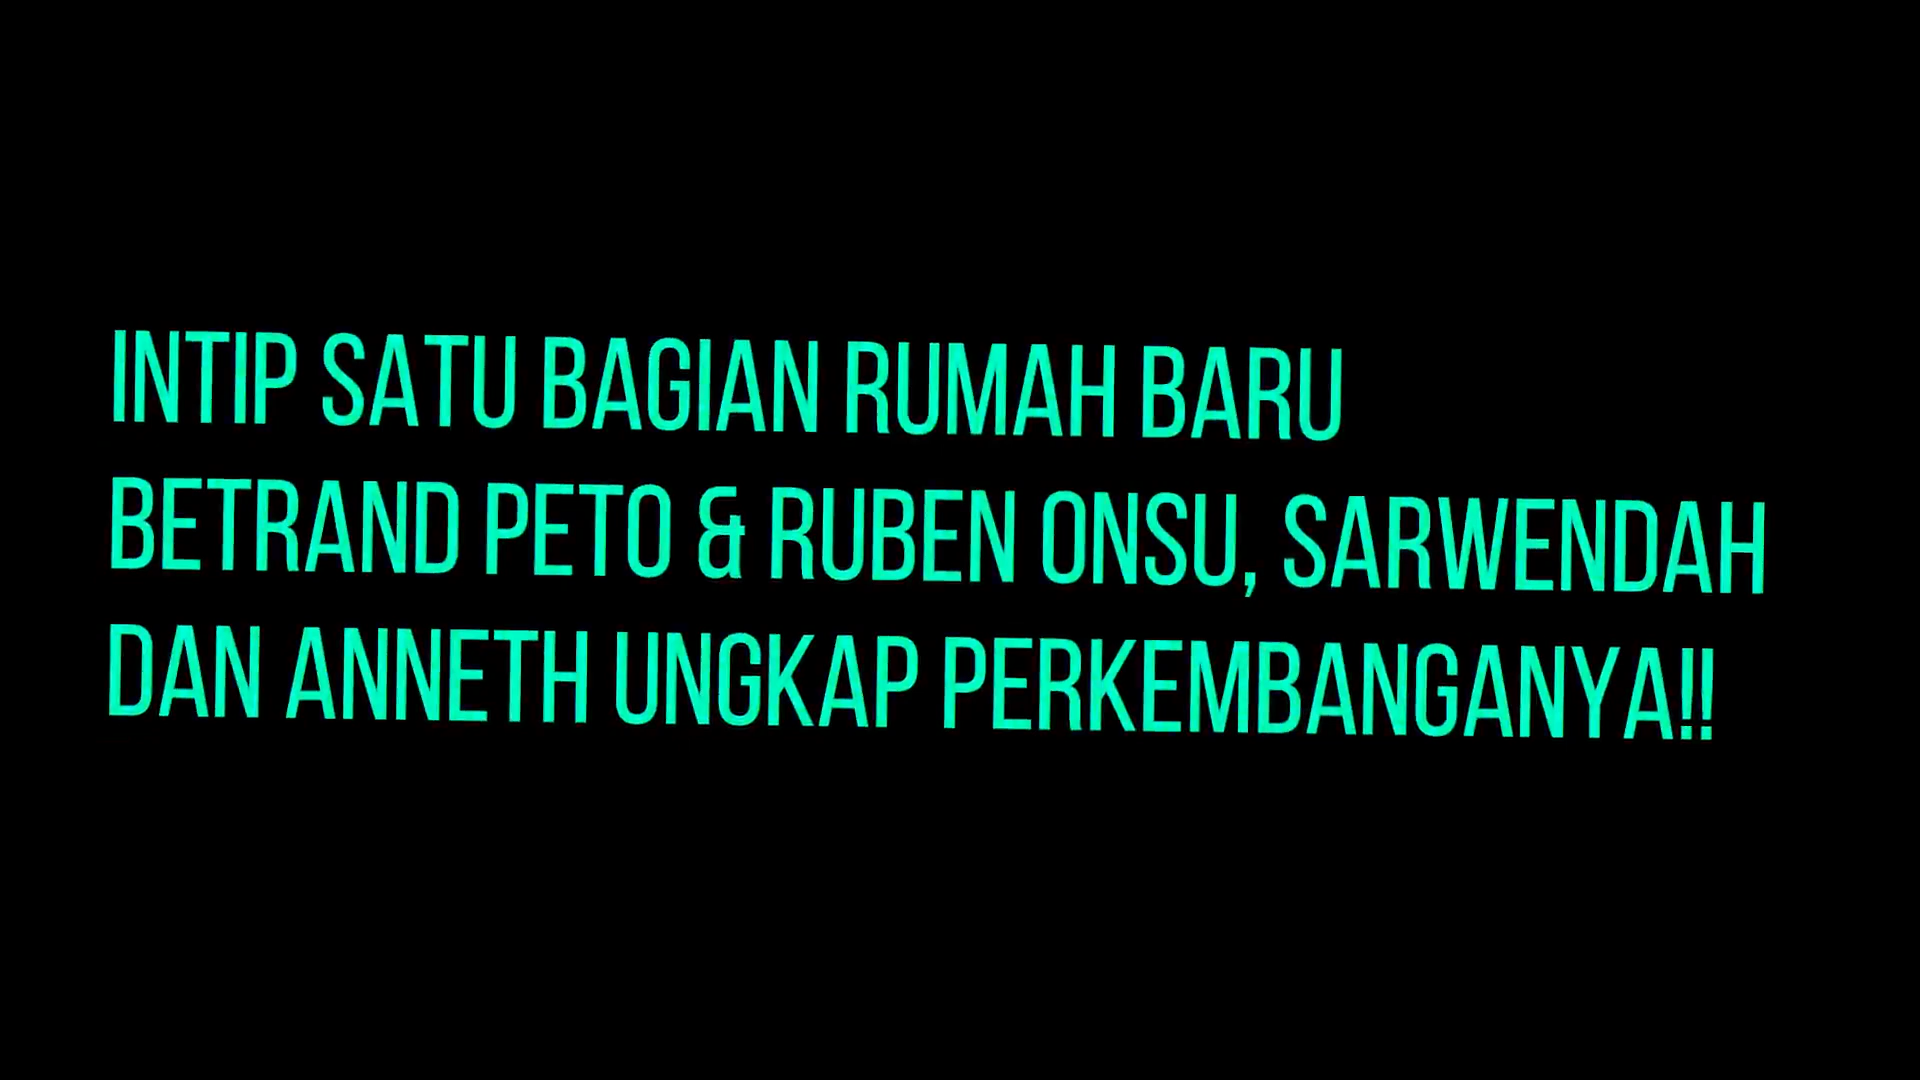 INTIP SATU BAGIAN RUMAH BARU
BETRAND PETO & RUBEN ONSU, SARWENDAH
DAN ANNETH UNGKAP PERKEMBANGANYA!!